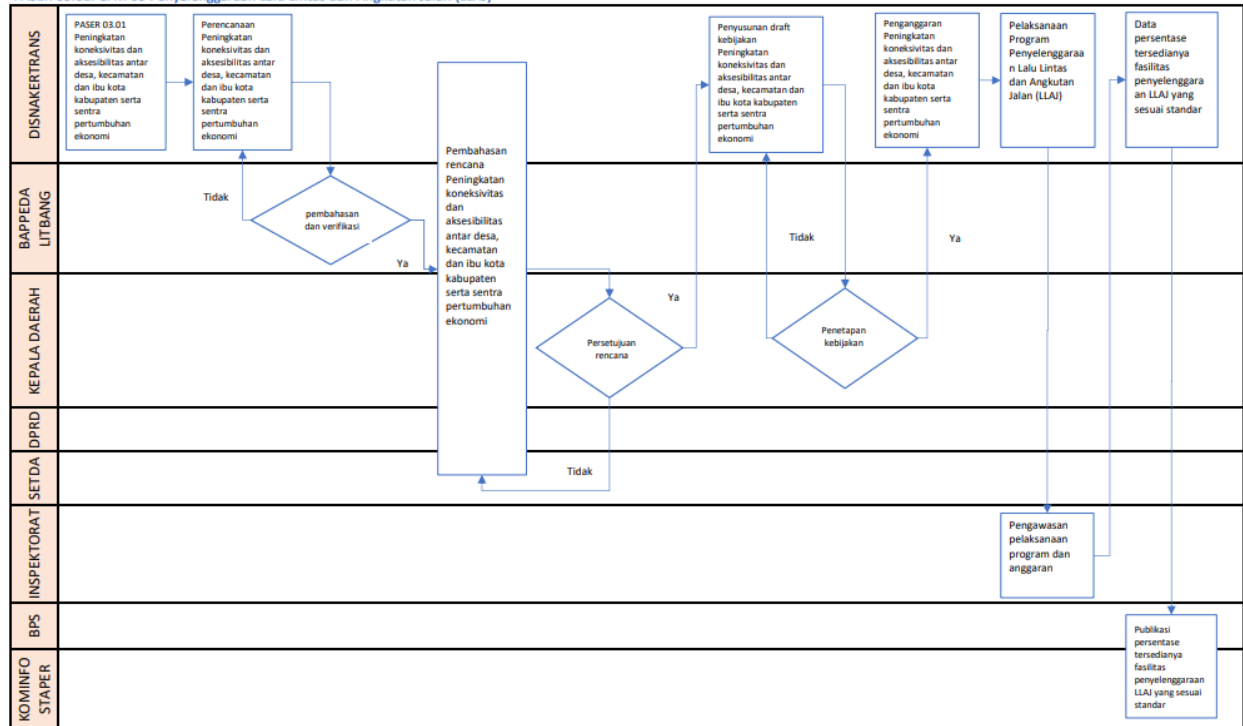 DISNAKERTRANS
PASER 03.01
Peningkatan
koneksivitas dan
aksesibilitas antar
desa, kecamatan
dan ibu kota
kabupaten serta
sentra
pertumbuhan
ekonomi
Perencanaan
Peningkatan
koneksivitas dan
aksesibilitas antar
desa, kecamatan
dan ibu kota
kabupaten serta
sentra
pertumbuhan
ekonomi
Penyusunan draft
kebijakan
Peningkatan
koneksivitas dan
aksesibilitas antar
desa, kecamatan
dan ibu kota
kabupaten serta
sentra
pertumbuhan
ekonomi
Penganggaran
Peningkatan
koneksivitas dan
aksesibilitas antar
desa, kecamatan
dan ibu kota
kabupaten serta
sentra
pertumbuhan
ekonomi
Pelaksanaan
Program
Penyelenggaraa
n Lalu Lintas
dan Angkutan
Jalan (LLAJ)
Data
persentase
tersedianya
fasilitas
penyelenggara
an LLAJ yang
sesuai standar
Pembahasan
rencana
Peningkatan
koneksivitas
dan
aksesibilitas
antar desa,
kecamatan
dan ibu kota
kabupaten
serta sentra
pertumbuhan
ekonomi
BAPPEDA
LITBANG
Tidak
pembahasan
dan verifikasi
Ya
Tidak
Ya
KEPALA DAERAH
Persetujuan
rencana
Ya
Penetapan
kebijakan
DPRD
SETDA
Tidak
INSPEKTORAT
Pengawasan
pelaksanaan
program dan
anggaran
BPS
Publikasi
persentase
tersedianya
fasilitas
penyelenggaraan
LLAJ yang sesuai
standar
KOMINFO
STAPER